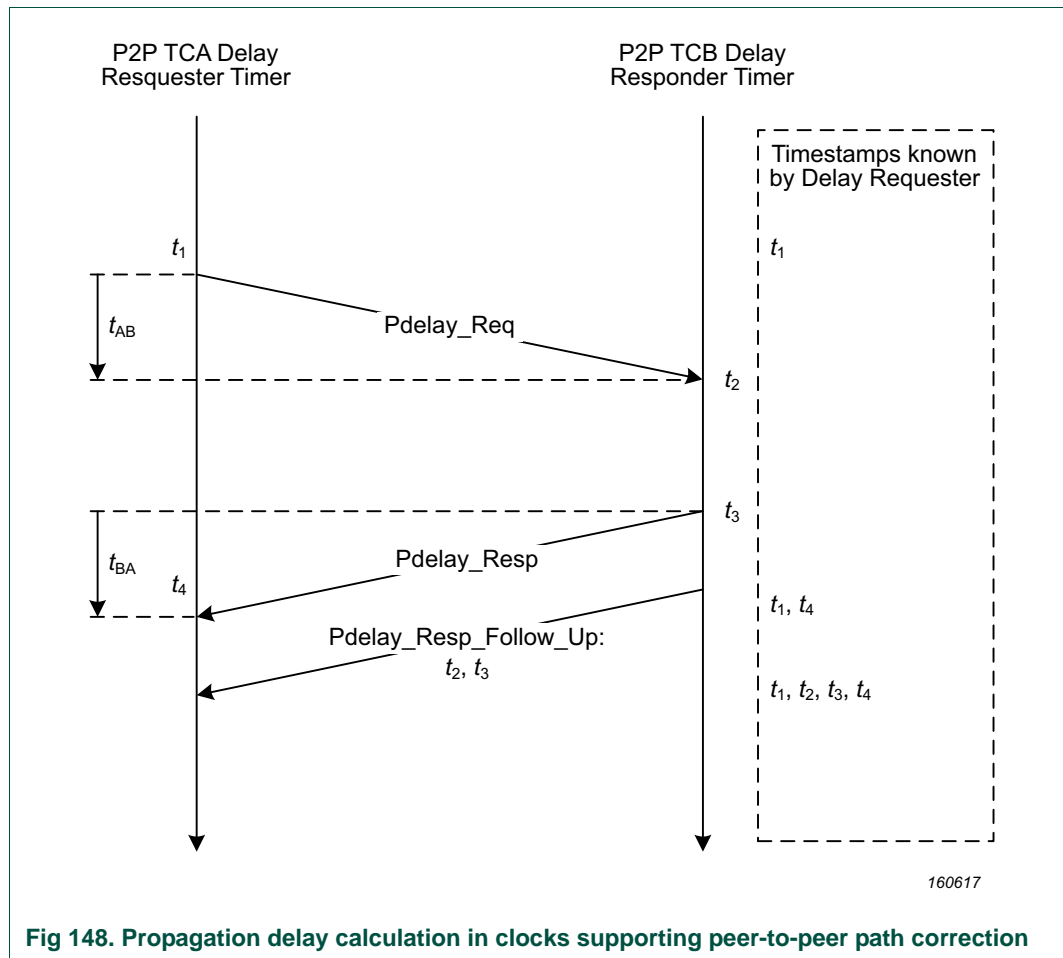 P2P TCA Delay
Resquester Timer
P2P TCB Delay
Responder Timer
Timestamps known
by Delay Requester
t1
t1
tAB
Pdelay_Req
t2
t3
Pdelay_Resp
tBA
t4
t1, t4
Pdelay_Resp_Follow_Up:
t2, t3
t1, t2, t3, t4
160617
Fig 148. Propagation delay calculation in clocks supporting peer-to-peer path correction